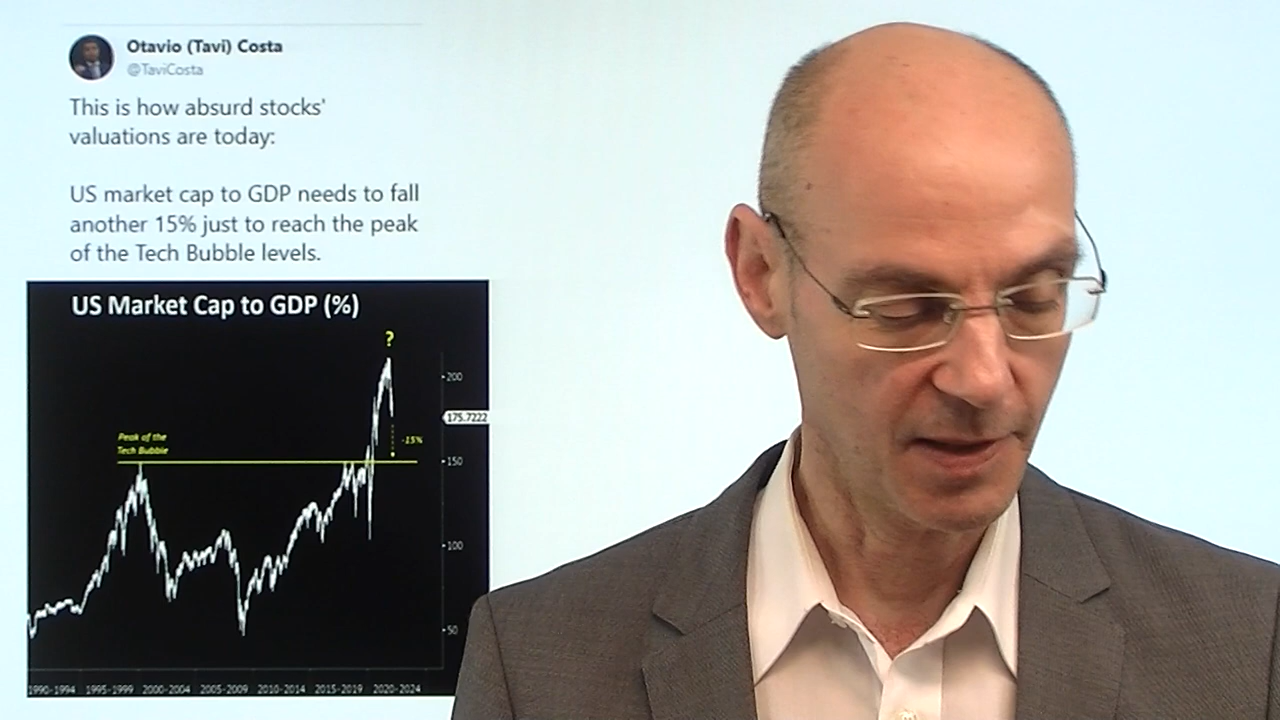 Otavio (Tavi) Costa
@TaviCosta
This is how absurd stocks'
valuations are today:
US market cap to GDP needs to fall
another 15% just to reach the peak
of the Tech Bubble levels.
US Market Cap to GDP (%)
?
200
175.7222
Peak of the
Tech Bubble
-15%
150
100
50
1990-1994 1995-1999 2000-2004 2005-2009 2010-2014 2015-2019 2020-2024